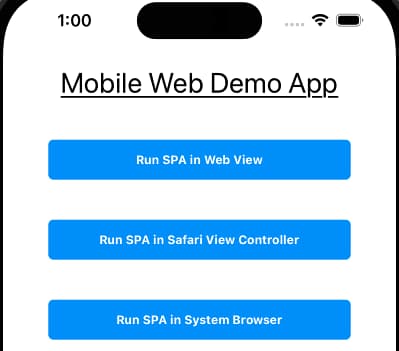 1:00
Mobile Web Demo App
Run SPA in Web View
Run SPA in Safari View Controller
Run SPA in System Browser